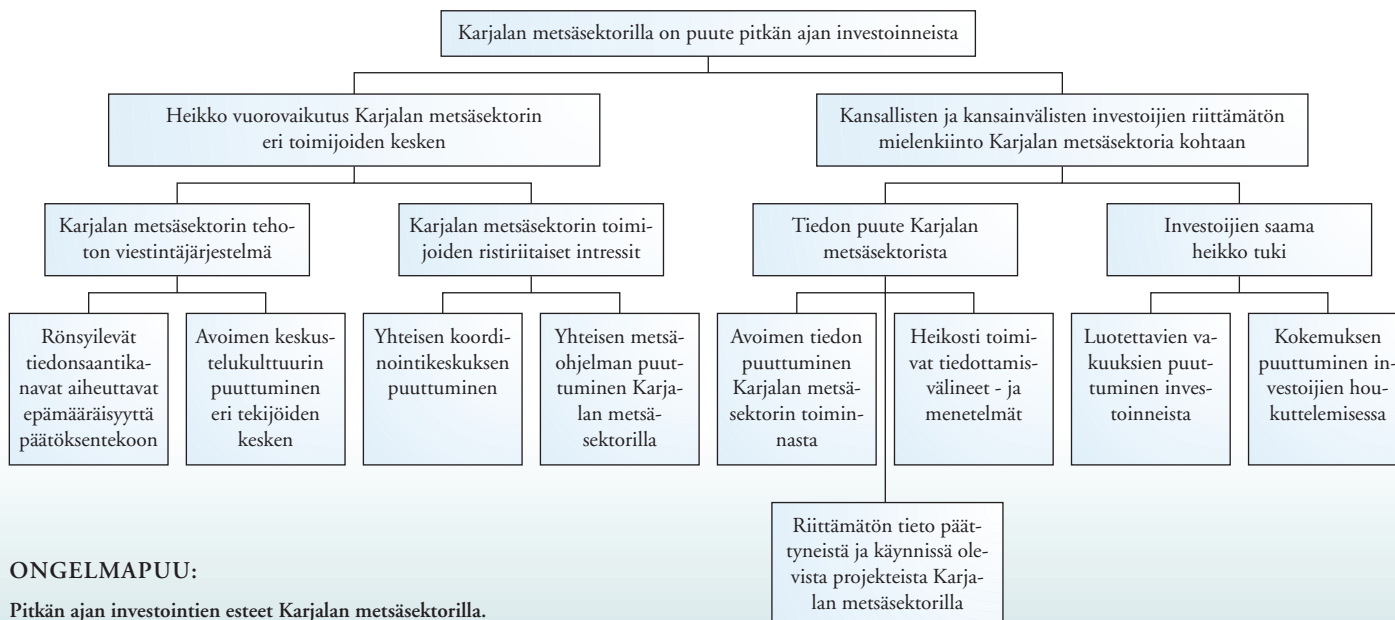 Karjalan metsäsektorilla on puute pitkän ajan investoinneista
Heikko vuorovaikutus Karjalan metsäsektorin
eri toimijoiden kesken
Kansallisten ja kansainvälisten investoijien riittämätön
mielenkiinto Karjalan metsäsektoria kohtaan
Karjalan metsäsektorin teho-
ton viestintäjärjestelmä
Karjalan metsäsektorin toimi-
joiden ristiriitaiset intressit
Tiedon puute Karjalan
metsäsektorista
Investoijien saama
heikko tuki
Rönsyilevät
tiedonsaantika-
navat aiheuttavat
epämääräisyyttä
päätöksentekoon
Avoimen keskus-
telukulttuurin
puuttuminen
eri tekijöiden
kesken
Yhteisen koordi-
nointikeskuksen
puuttuminen
Yhteisen metsä-
ohjelman puut-
tuminen Karja-
lan metsä-
sektorilla
Avoimen tiedon
puuttuminen
Karjalan metsä-
sektorin toimin-
nasta
Heikosti toimi-
vat tiedottamis-
välineet - ja
menetelmät
Luotettavien va-
kuuksien puut-
tuminen inves-
toinneista
Kokemuksen
puuttuminen in-
vestoijien hou-
kuttelemisessa
Riittämätön tieto päät-
tyneistä ja käynnissä ole-
vista projekteista Karja-
lan metsäsektorilla
ONGELMAPUU:
Pitkän ajan investointien esteet Karjalan metsäsektorilla.